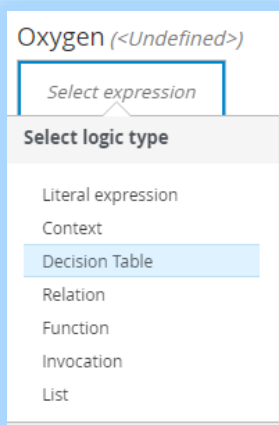 Oxygen (<Undefined>)
Select expression
Select logic type
Literal expression
Context
Decision Table
Relation
Function
Invocation
List